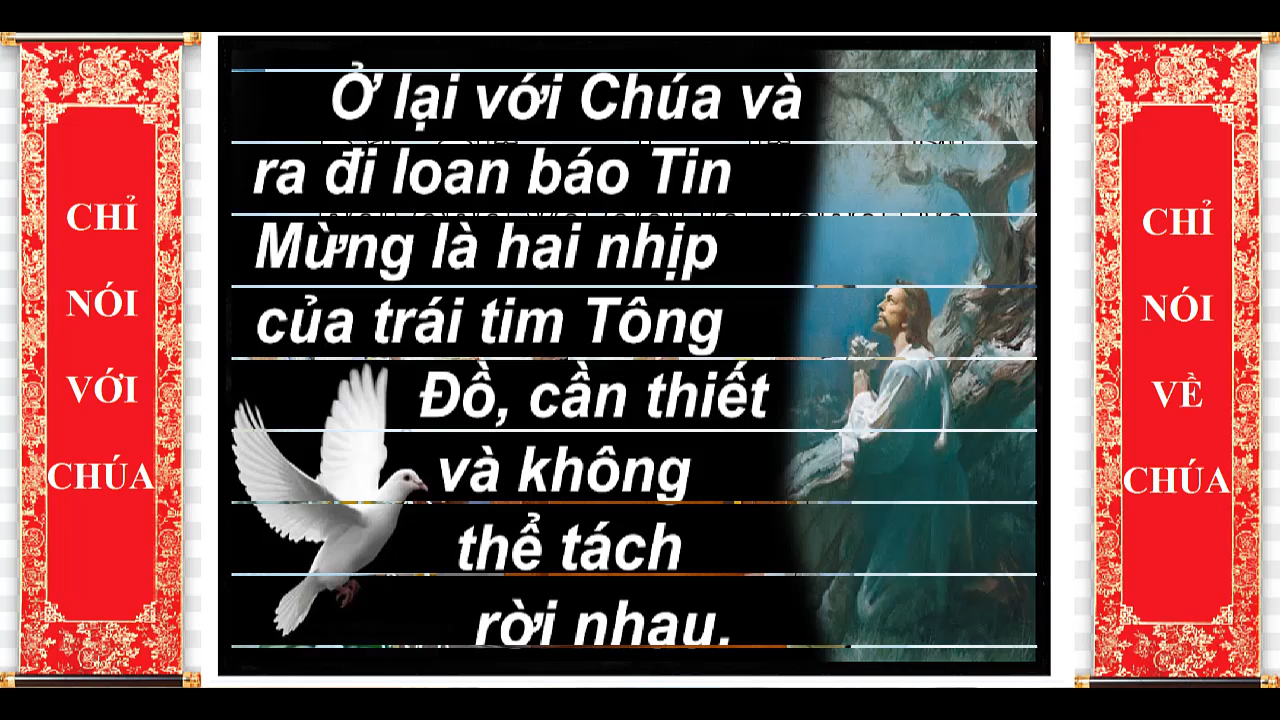 CHỈ
NÓI
VỚI
CHÚA
Ở lại với Chúa và
ra đi loan báo Tin
Mừng là hai nhịp
của trái tim Tông
Đồ, cần thiết
và không
thể tách
rời nhau.
CHỈ
NÓI
VỀ
CHÚA